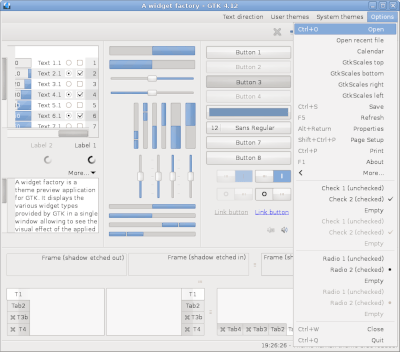 A widget factory - GTK 4.12
Text direction User themes System themes Options
Ctrl+O Open
Open recent file
Calendar
GtkScales top
GtkScales bottom
GtkScales right
GtkScales left
Ctrl+S Save
F5 Refresh
Alt+Return Properties
Shift+Ctrl+P Page Setup
Ctrl+P Print
F1 About
More...
Check 1 (unchecked)
Check 2 (checked)
Empty
Check 1 (unchecked)
Check 2 (checked)
Empty
Radio 1 (unchecked)
Radio 2 (checked)
Empty
Radio 1 (unchecked)
Radio 2 (checked)
Empty
Ctrl+W Close
Ctrl+Q Quit
Text 1.1 1
Text 2.1 2
Text 3.1 3
Text 4.1 4
Text 5.1 5
Text 6.1 6
Text 7.1 7
Label 2 Label 1
More...
A widget factory is a
theme preview application
for GTK. It displays the
various widget types
provided by GTK in a single
window allowing to see the
visual effect of the applied
Button 1
Button 2
Button 3
Button 4
12 Sans Regular
Button 7
Button 8
Link button Link button
Frame (shadow etched out)
Frame (shadow etched in)
T1
Tab2
T3b
T4
T1
Tab2
T3b
T4
Tab4 Tab3 Tab2
19:26:26